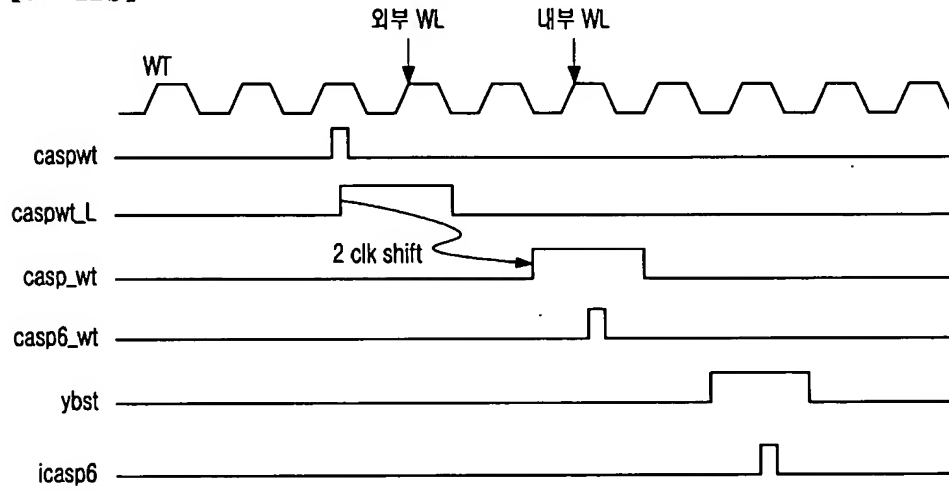 외부 WL 내부 WL
WT
caspwt
caspwt_L
2 clk shift
casp_wt
casp6_wt
ybst
icasp6